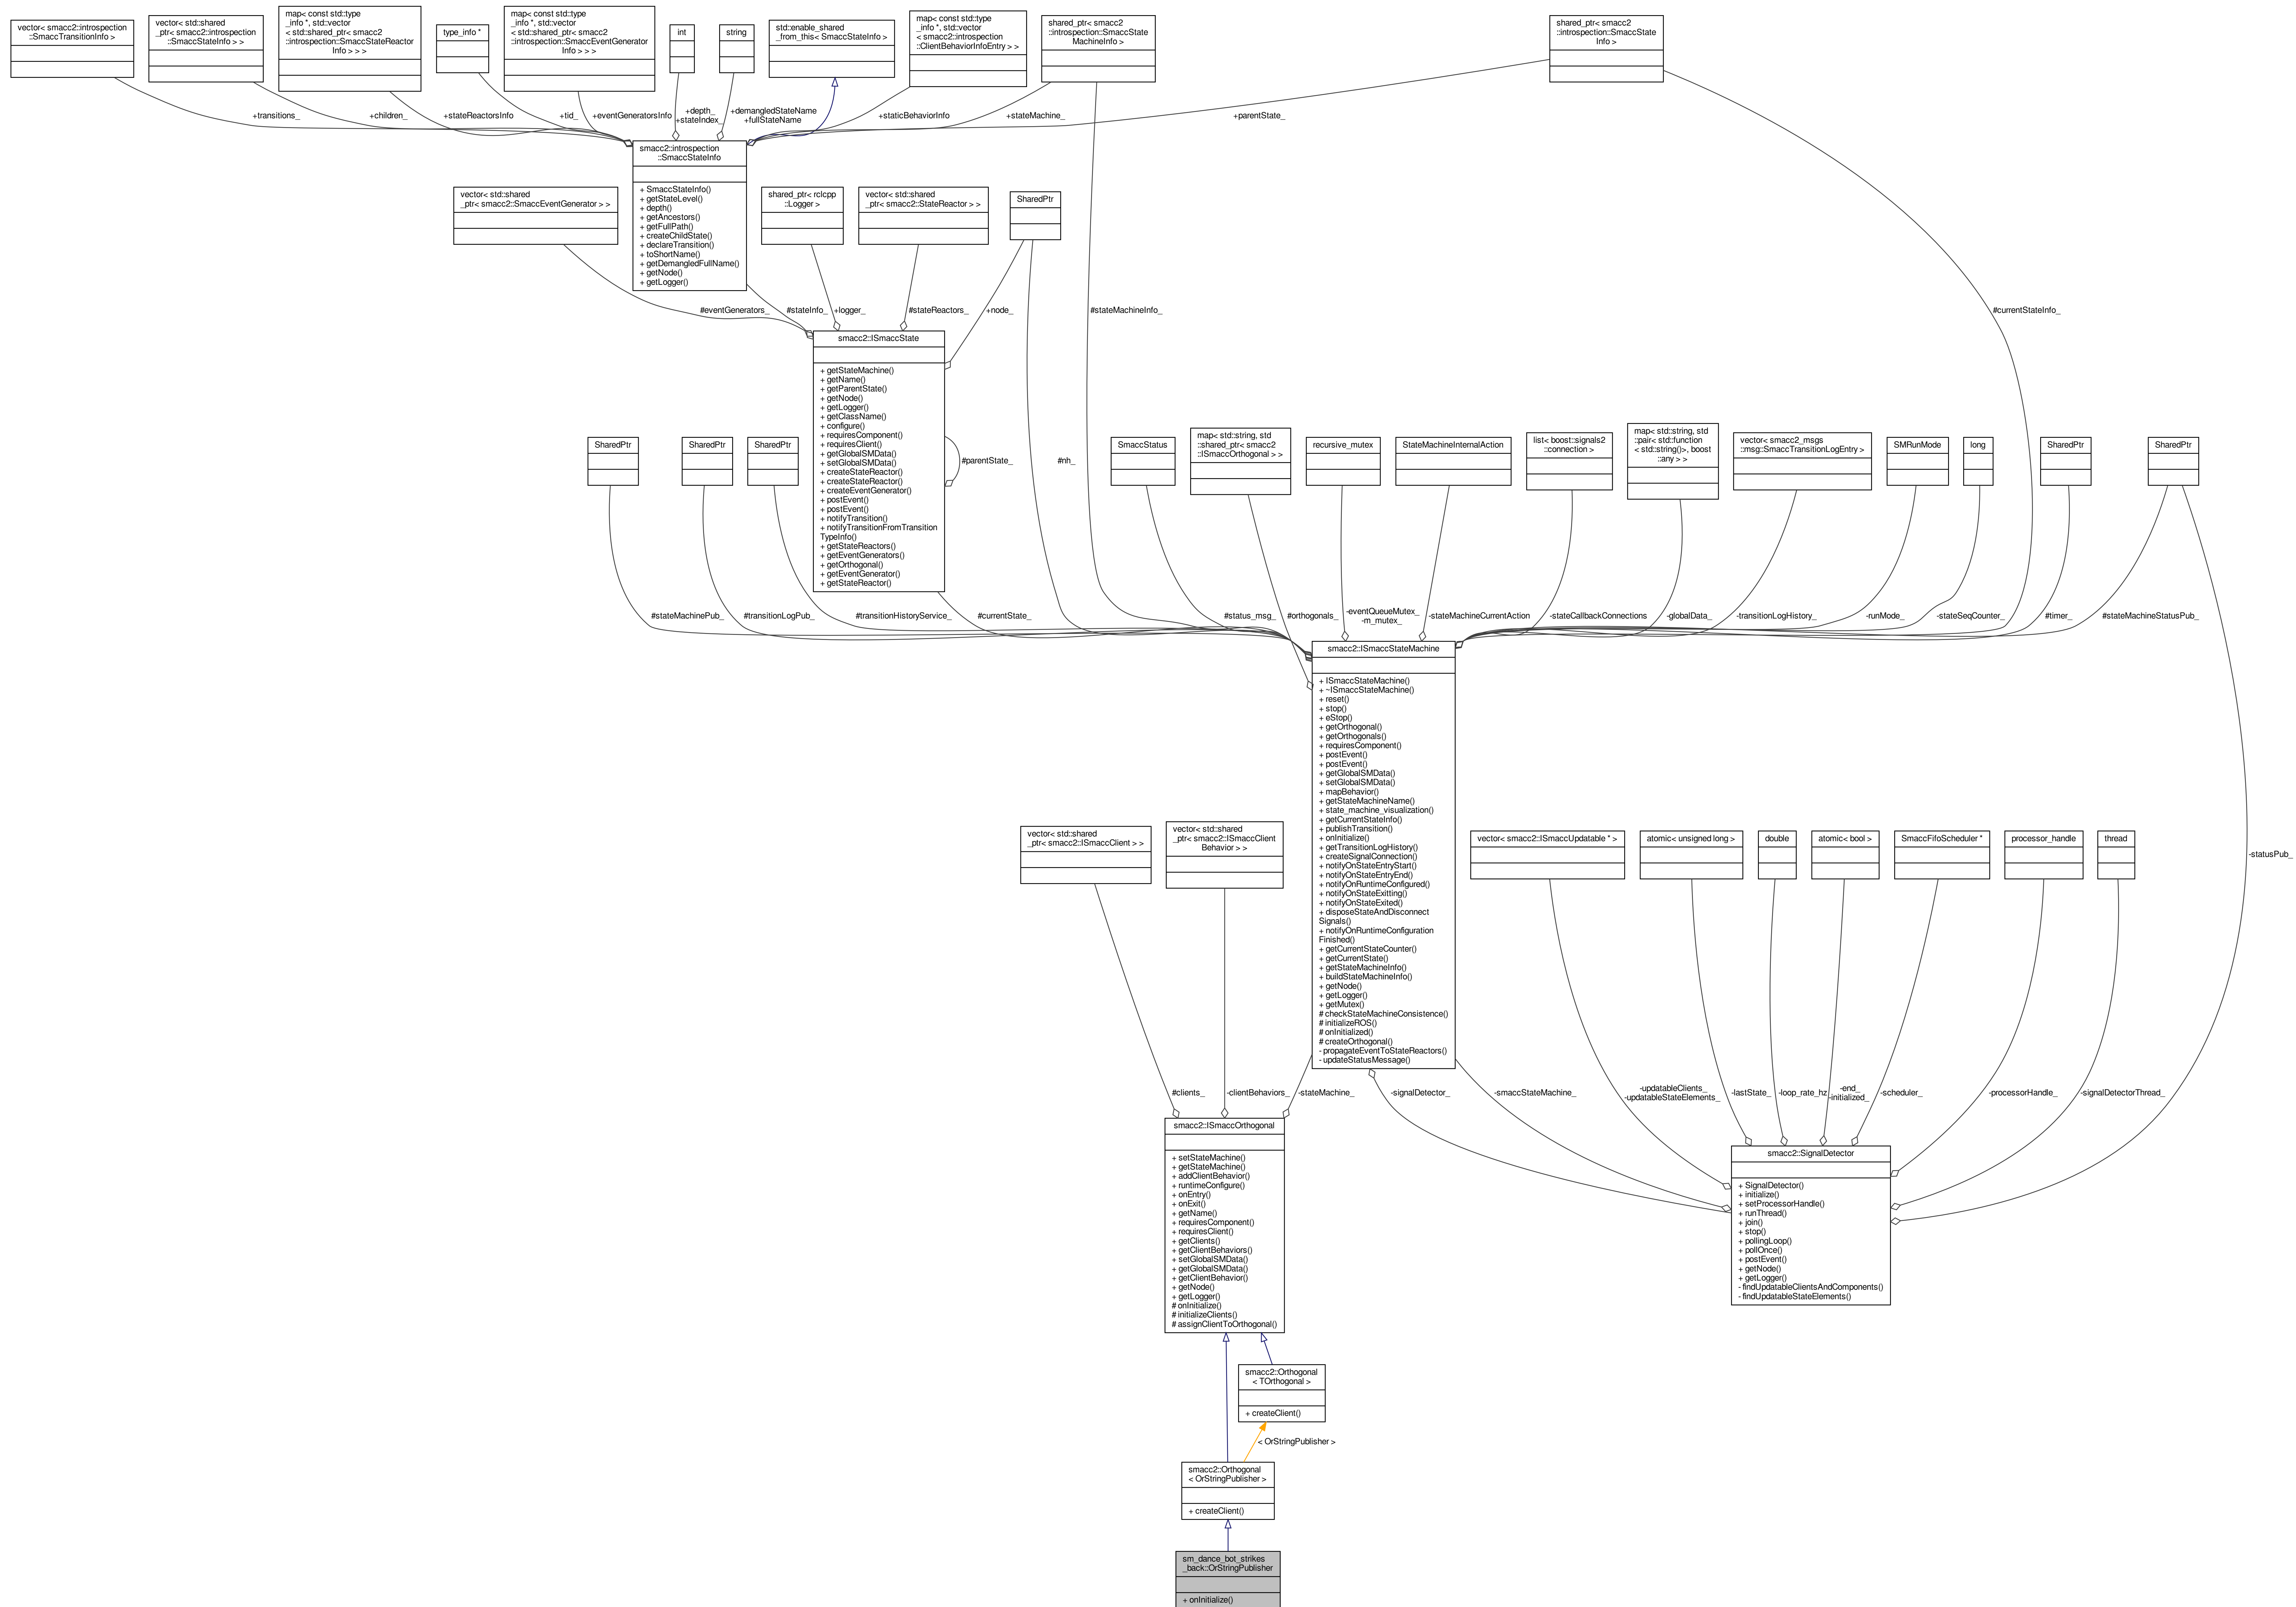 vector< smacc2::introspection
::SmaccTransitionInfo >
vector< std::shared
_ptr< smacc2::introspection
::SmaccStateInfo > >
map< const std::type
_info *, std::vector
< std::shared_ptr< smacc2
::introspection::SmaccStateReactor
Info > > >
type_info *
map< const std::type
_info *, std::vector
< std::shared_ptr< smacc2
::introspection::SmaccEventGenerator
Info > > >
int
string
std::enable_shared
_from_this< SmaccStateInfo >
map< const std::type
_info *, std::vector
< smacc2::introspection
::ClientBehaviorInfoEntry > >
shared_ptr< smacc2
::introspection::SmaccState
MachineInfo >
shared_ptr< smacc2
::introspection::SmaccState
Info >
+transitions_
+children_
+stateReactorsInfo
+tid_
+eventGeneratorsInfo
+depth_
+stateIndex_
+demangledStateName
+fullStateName
+staticBehaviorInfo
+stateMachine_
+parentState_
smacc2::introspection
::SmaccStateInfo
+ SmaccStateInfo()
+ getStateLevel()
+ depth()
+ getAncestors()
+ getFullPath()
+ createChildState()
+ declareTransition()
+ toShortName()
+ getDemangledFullName()
+ getNode()
+ getLogger()
vector< std::shared
_ptr< smacc2::SmaccEventGenerator > >
shared_ptr< rclcpp
::Logger >
vector< std::shared
_ptr< smacc2::StateReactor > >
SharedPtr
#eventGenerators_
#stateInfo_
+logger_
#stateReactors_
+node_
#stateMachineInfo_
#currentStateInfo_
smacc2::ISmaccState
+ getStateMachine()
+ getName()
+ getParentState()
+ getNode()
+ getLogger()
+ getClassName()
+ configure()
+ requiresComponent()
+ requiresClient()
+ getGlobalSMData()
+ setGlobalSMData()
+ createStateReactor()
+ createStateReactor()
+ createEventGenerator()
+ postEvent()
+ postEvent()
+ notifyTransition()
+ notifyTransitionFromTransition
TypeInfo()
+ getStateReactors()
+ getEventGenerators()
+ getOrthogonal()
+ getEventGenerator()
+ getStateReactor()
#parentState_
#nh_
SharedPtr
SharedPtr
SharedPtr
SmaccStatus
map< std::string, std
::shared_ptr< smacc2
::ISmaccOrthogonal > >
recursive_mutex
StateMachineInternalAction
list< boost::signals2
::connection >
map< std::string, std
::pair< std::function
< std::string()>, boost
::any > >
vector< smacc2_msgs
::msg::SmaccTransitionLogEntry >
SMRunMode
long
SharedPtr
SharedPtr
#stateMachinePub_
#transitionLogPub_
#transitionHistoryService_
#currentState_
#status_msg_
#orthogonals_
-eventQueueMutex_
-m_mutex_
-stateMachineCurrentAction
-stateCallbackConnections
-globalData_
-transitionLogHistory_
-runMode_
-stateSeqCounter_
#timer_
#stateMachineStatusPub_
smacc2::ISmaccStateMachine
+ ISmaccStateMachine()
+ ~ISmaccStateMachine()
+ reset()
+ stop()
+ eStop()
+ getOrthogonal()
+ getOrthogonals()
+ requiresComponent()
+ postEvent()
+ postEvent()
+ getGlobalSMData()
+ setGlobalSMData()
+ mapBehavior()
+ getStateMachineName()
+ state_machine_visualization()
+ getCurrentStateInfo()
+ publishTransition()
+ onInitialize()
+ getTransitionLogHistory()
+ createSignalConnection()
+ notifyOnStateEntryStart()
+ notifyOnStateEntryEnd()
+ notifyOnRuntimeConfigured()
+ notifyOnStateExitting()
+ notifyOnStateExited()
+ disposeStateAndDisconnect
Signals()
+ notifyOnRuntimeConfiguration
Finished()
+ getCurrentStateCounter()
+ getCurrentState()
+ getStateMachineInfo()
+ buildStateMachineInfo()
+ getNode()
+ getLogger()
+ getMutex()
# checkStateMachineConsistence()
# initializeROS()
# onInitialized()
# createOrthogonal()
- propagateEventToStateReactors()
- updateStatusMessage()
vector< std::shared
_ptr< smacc2::ISmaccClient > >
vector< std::shared
_ptr< smacc2::ISmaccClient
Behavior > >
vector< smacc2::ISmaccUpdatable * >
atomic< unsigned long >
double
atomic< bool >
SmaccFifoScheduler *
processor_handle
thread
-statusPub_
#clients_
-clientBehaviors_
-stateMachine_
-signalDetector_
-smaccStateMachine_
-updatableClients_
-updatableStateElements_
-lastState_
-loop_rate_hz
-end_
-initialized_
-scheduler_
-processorHandle_
-signalDetectorThread_
smacc2::ISmaccOrthogonal
+ setStateMachine()
+ getStateMachine()
+ addClientBehavior()
+ runtimeConfigure()
+ onEntry()
+ onExit()
+ getName()
+ requiresComponent()
+ requiresClient()
+ getClients()
+ getClientBehaviors()
+ setGlobalSMData()
+ getGlobalSMData()
+ getClientBehavior()
+ getNode()
+ getLogger()
# onInitialize()
# initializeClients()
# assignClientToOrthogonal()
smacc2::SignalDetector
+ SignalDetector()
+ initialize()
+ setProcessorHandle()
+ runThread()
+ join()
+ stop()
+ pollingLoop()
+ pollOnce()
+ postEvent()
+ getNode()
+ getLogger()
- findUpdatableClientsAndComponents()
- findUpdatableStateElements()
smacc2::Orthogonal
< TOrthogonal >
+ createClient()
< OrStringPublisher >
smacc2::Orthogonal
< OrStringPublisher >
+ createClient()
sm_dance_bot_strikes
_back::OrStringPublisher
+ onInitialize()